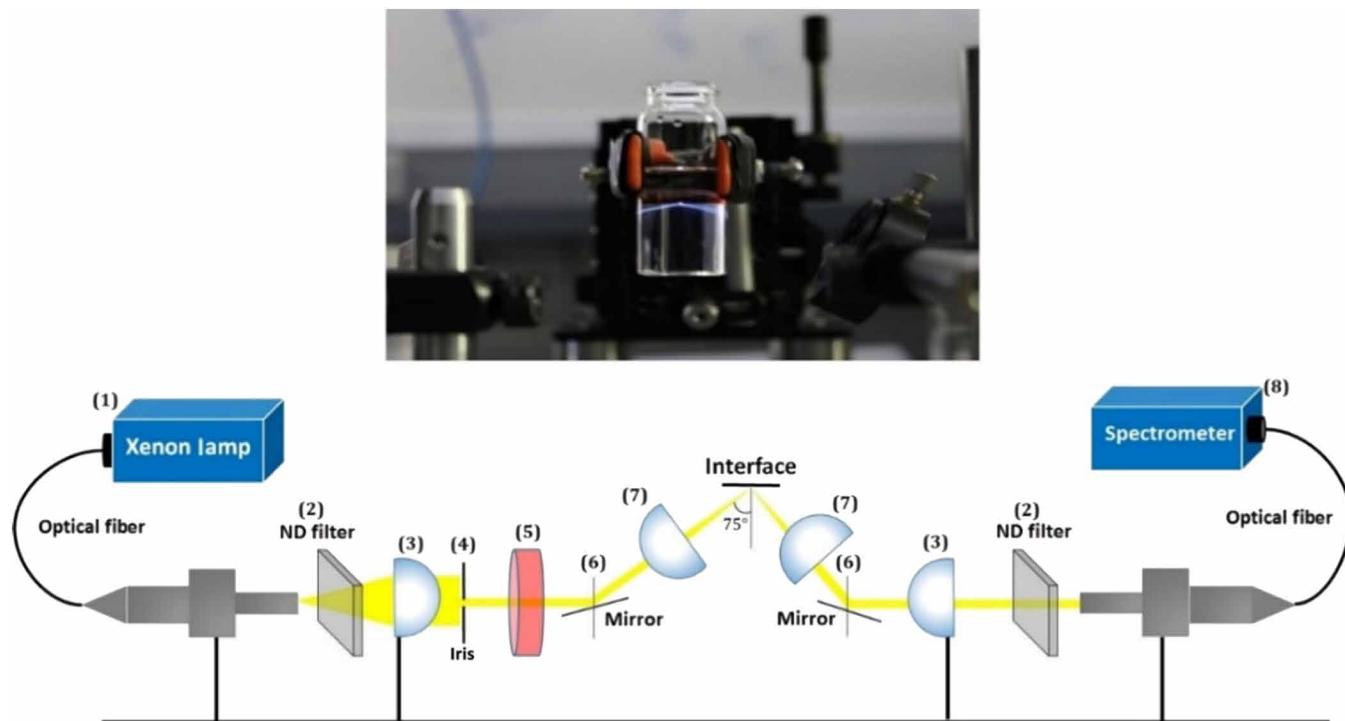 (1)
Xenon lamp
Optical fiber
(2)
ND filter
(3)
(4)
Iris
(5)
(6)
Mirror
(7)
Interface
75°
(7)
(6)
Mirror
(3)
(2)
ND filter
(8)
Spectrometer
Optical fiber